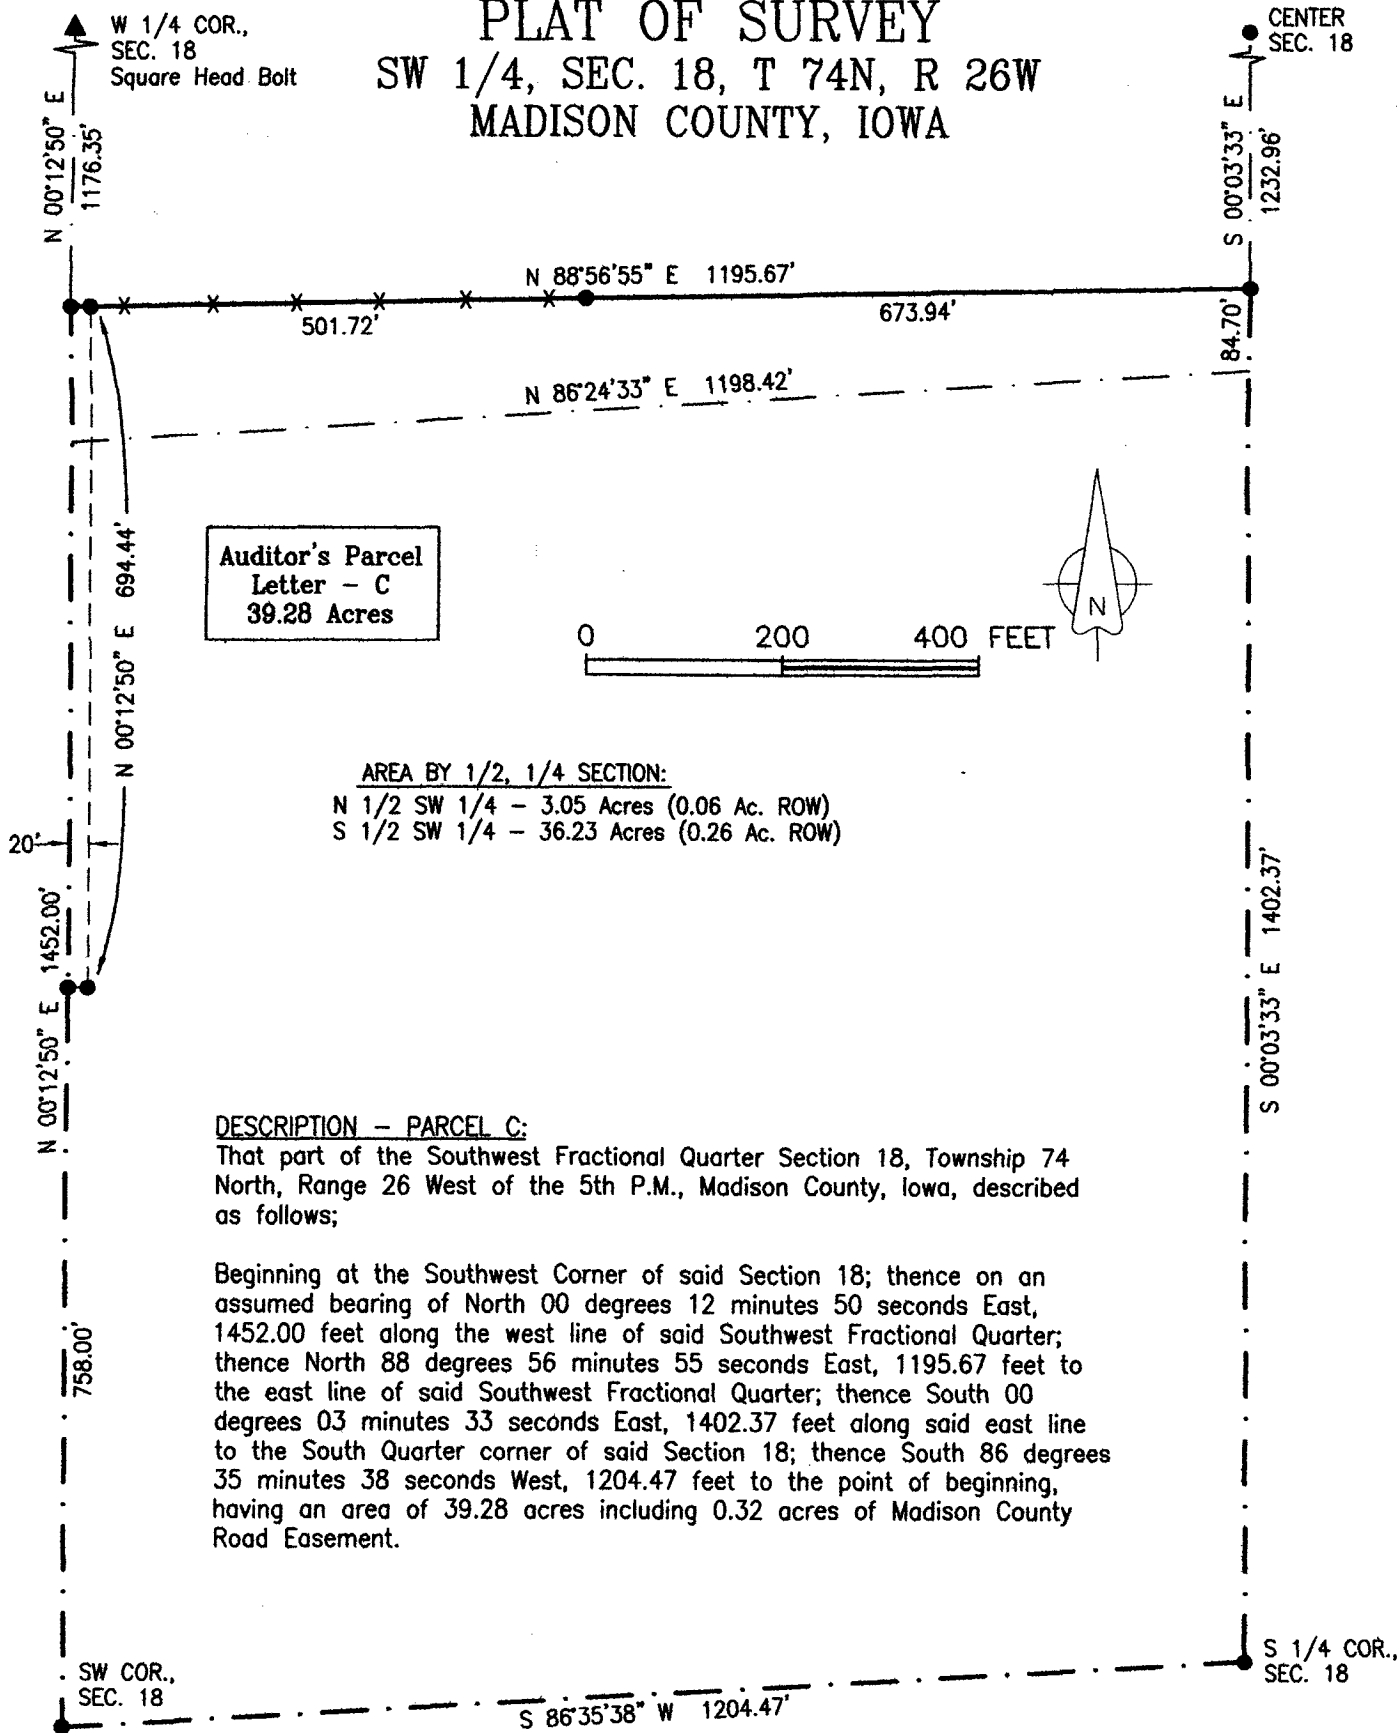 PLAT OF SURVEY
SW 1/4, SEC. 18, T 74N, R 26W
MADISON COUNTY, IOWA
W 1/4 COR.,
SEC. 18
Square Head Bolt
CENTER
SEC. 18
N 00°12'50" E
1176.35'
S 00°03'33" E
1232.96'
N 88°56'55" E 1195.67'
501.72'
673.94'
84.70'
N 86°24'33" E 1198.42'
N 00°12'50" E 694.44'
Auditor's Parcel
Letter - C
39.28 Acres
N
0 200 400 FEET
AREA BY 1/2, 1/4 SECTION:
N 1/2 SW 1/4 - 3.05 Acres (0.06 Ac. ROW)
S 1/2 SW 1/4 - 36.23 Acres (0.26 Ac. ROW)
20'
N 00°12'50" E 1452.00'
S 00°03'33" E 1402.37'
DESCRIPTION - PARCEL C:
That part of the Southwest Fractional Quarter Section 18, Township 74
North, Range 26 West of the 5th P.M., Madison County, Iowa, described
as follows;
Beginning at the Southwest Corner of said Section 18; thence on an
assumed bearing of North 00 degrees 12 minutes 50 seconds East,
1452.00 feet along the west line of said Southwest Fractional Quarter;
thence North 88 degrees 56 minutes 55 seconds East, 1195.67 feet to
the east line of said Southwest Fractional Quarter; thence South 00
degrees 03 minutes 33 seconds East, 1402.37 feet along said east line
to the South Quarter corner of said Section 18; thence South 86 degrees
35 minutes 38 seconds West, 1204.47 feet to the point of beginning,
having an area of 39.28 acres including 0.32 acres of Madison County
Road Easement.
758.00'
SW COR.,
SEC. 18
S 1/4 COR.,
SEC. 18
S 86°35'38" W 1204.47'